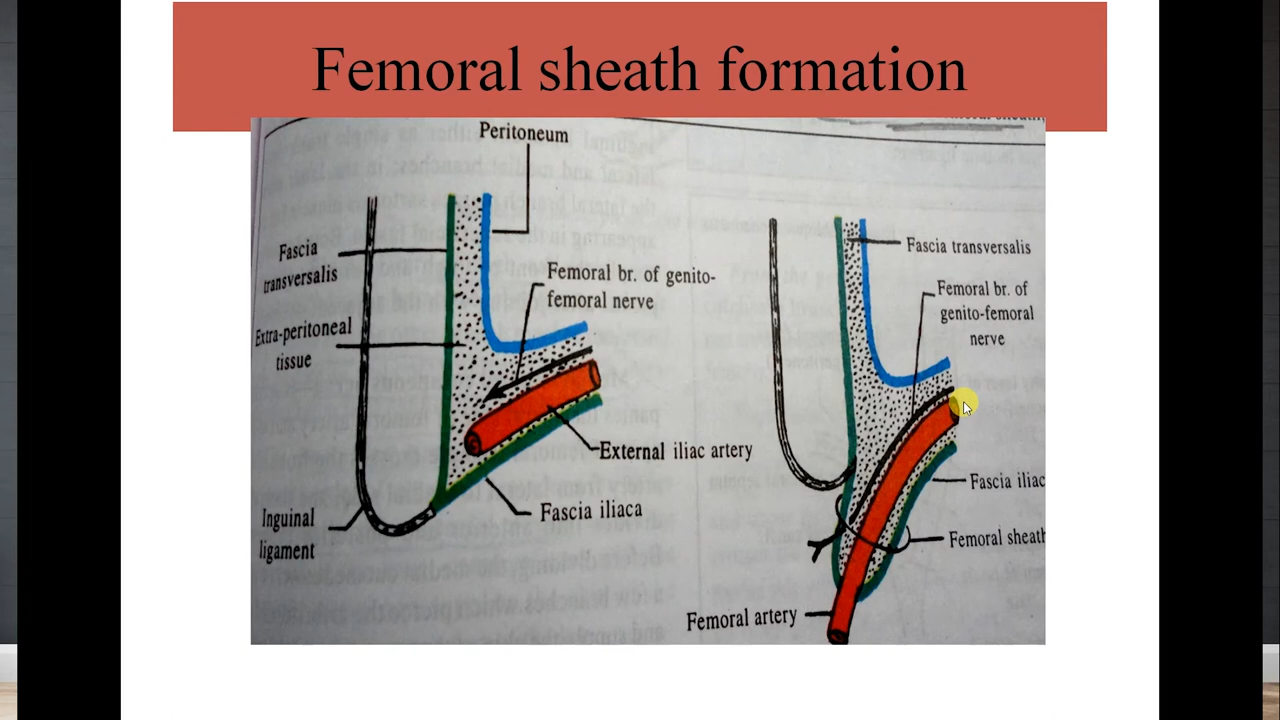 Femoral sheath formation
Peritoneum
Fascia
transversalis
Extra-peritoneal
tissue
Femoral br. of genito-
femoral nerve
External iliac artery
Fascia iliaca
Inguinal
ligament
Fascia transversalis
Femoral br. of
genito-femoral
nerve
Fascia iliac
Femoral sheath
Femoral artery